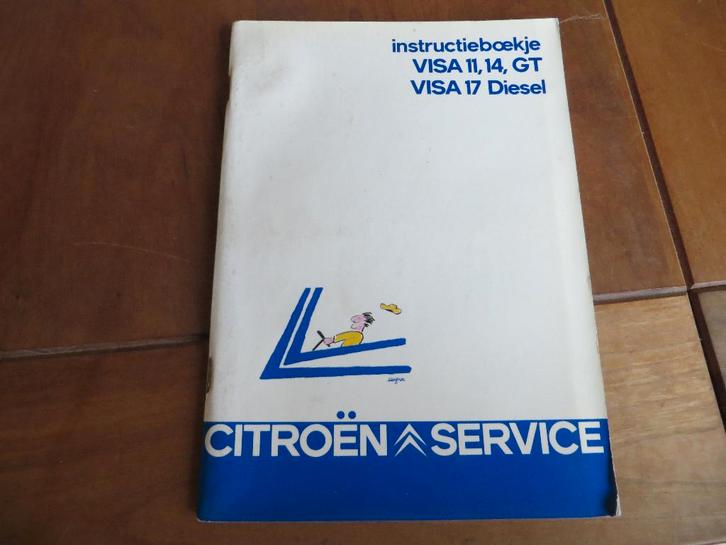 instructieboekje
VISA 11, 14, GT
VISA 17 Diesel
CITROËN SERVICE